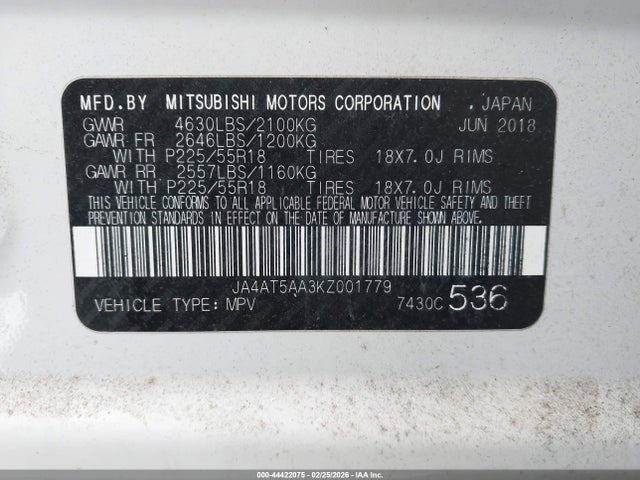 MFD.BY MITSUBISHI MOTORS CORPORATION , JAPAN
GVWR 4630LBS/2100KG JUN 2018
GAWR FR 2646LBS/1200KG
WITH P225/55R18 TIRES 18X7.0J RIMS
GAWR RR 2557LBS/1160KG
WITH P225/55R18 TIRES 18X7.0J RIMS
THIS VEHICLE CONFORMS TO ALL APPLICABLE FEDERAL MOTOR VEHICLE SAFETY AND THEFT
PREVENTION STANDARDS IN EFFECT ON THE DATE OF MANUFACTURE SHOWN ABOVE.
JA4AT5AA3KZ001779
VEHICLE TYPE:MPV 7430C 536
000-44422075 - 02/25/2026 - IAA Inc.